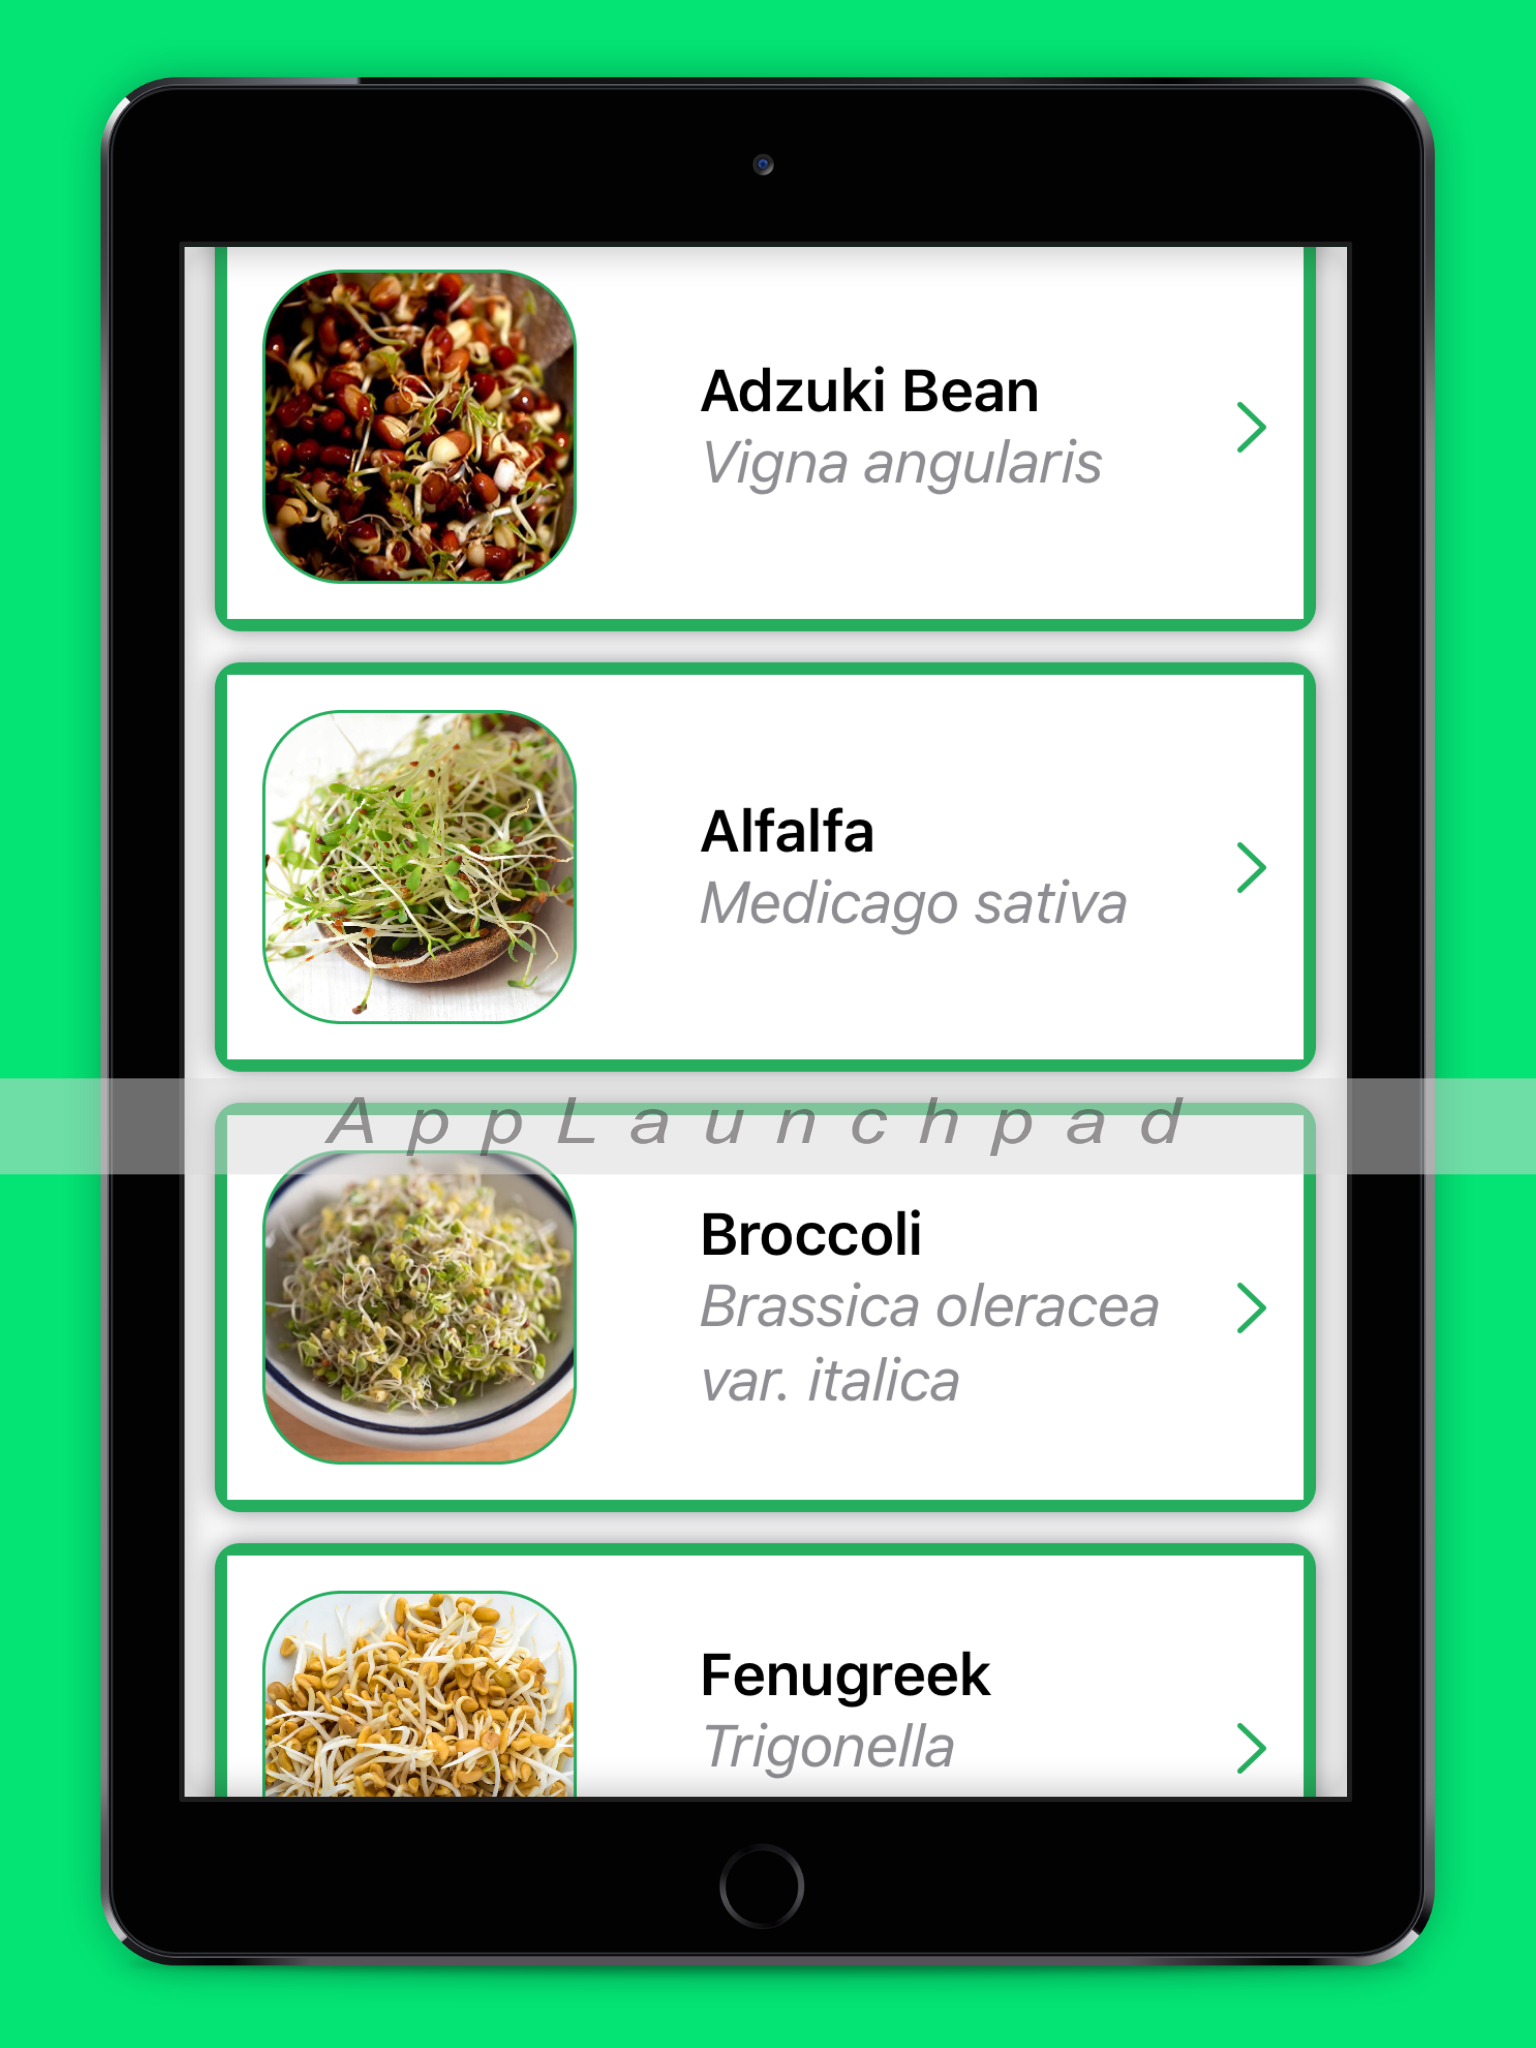 Adzuki Bean
Vigna angularis
Alfalfa
Medicago sativa
AppLaunchpad
Broccoli
Brassica oleracea
var. italica
Fenugreek
Trigonella